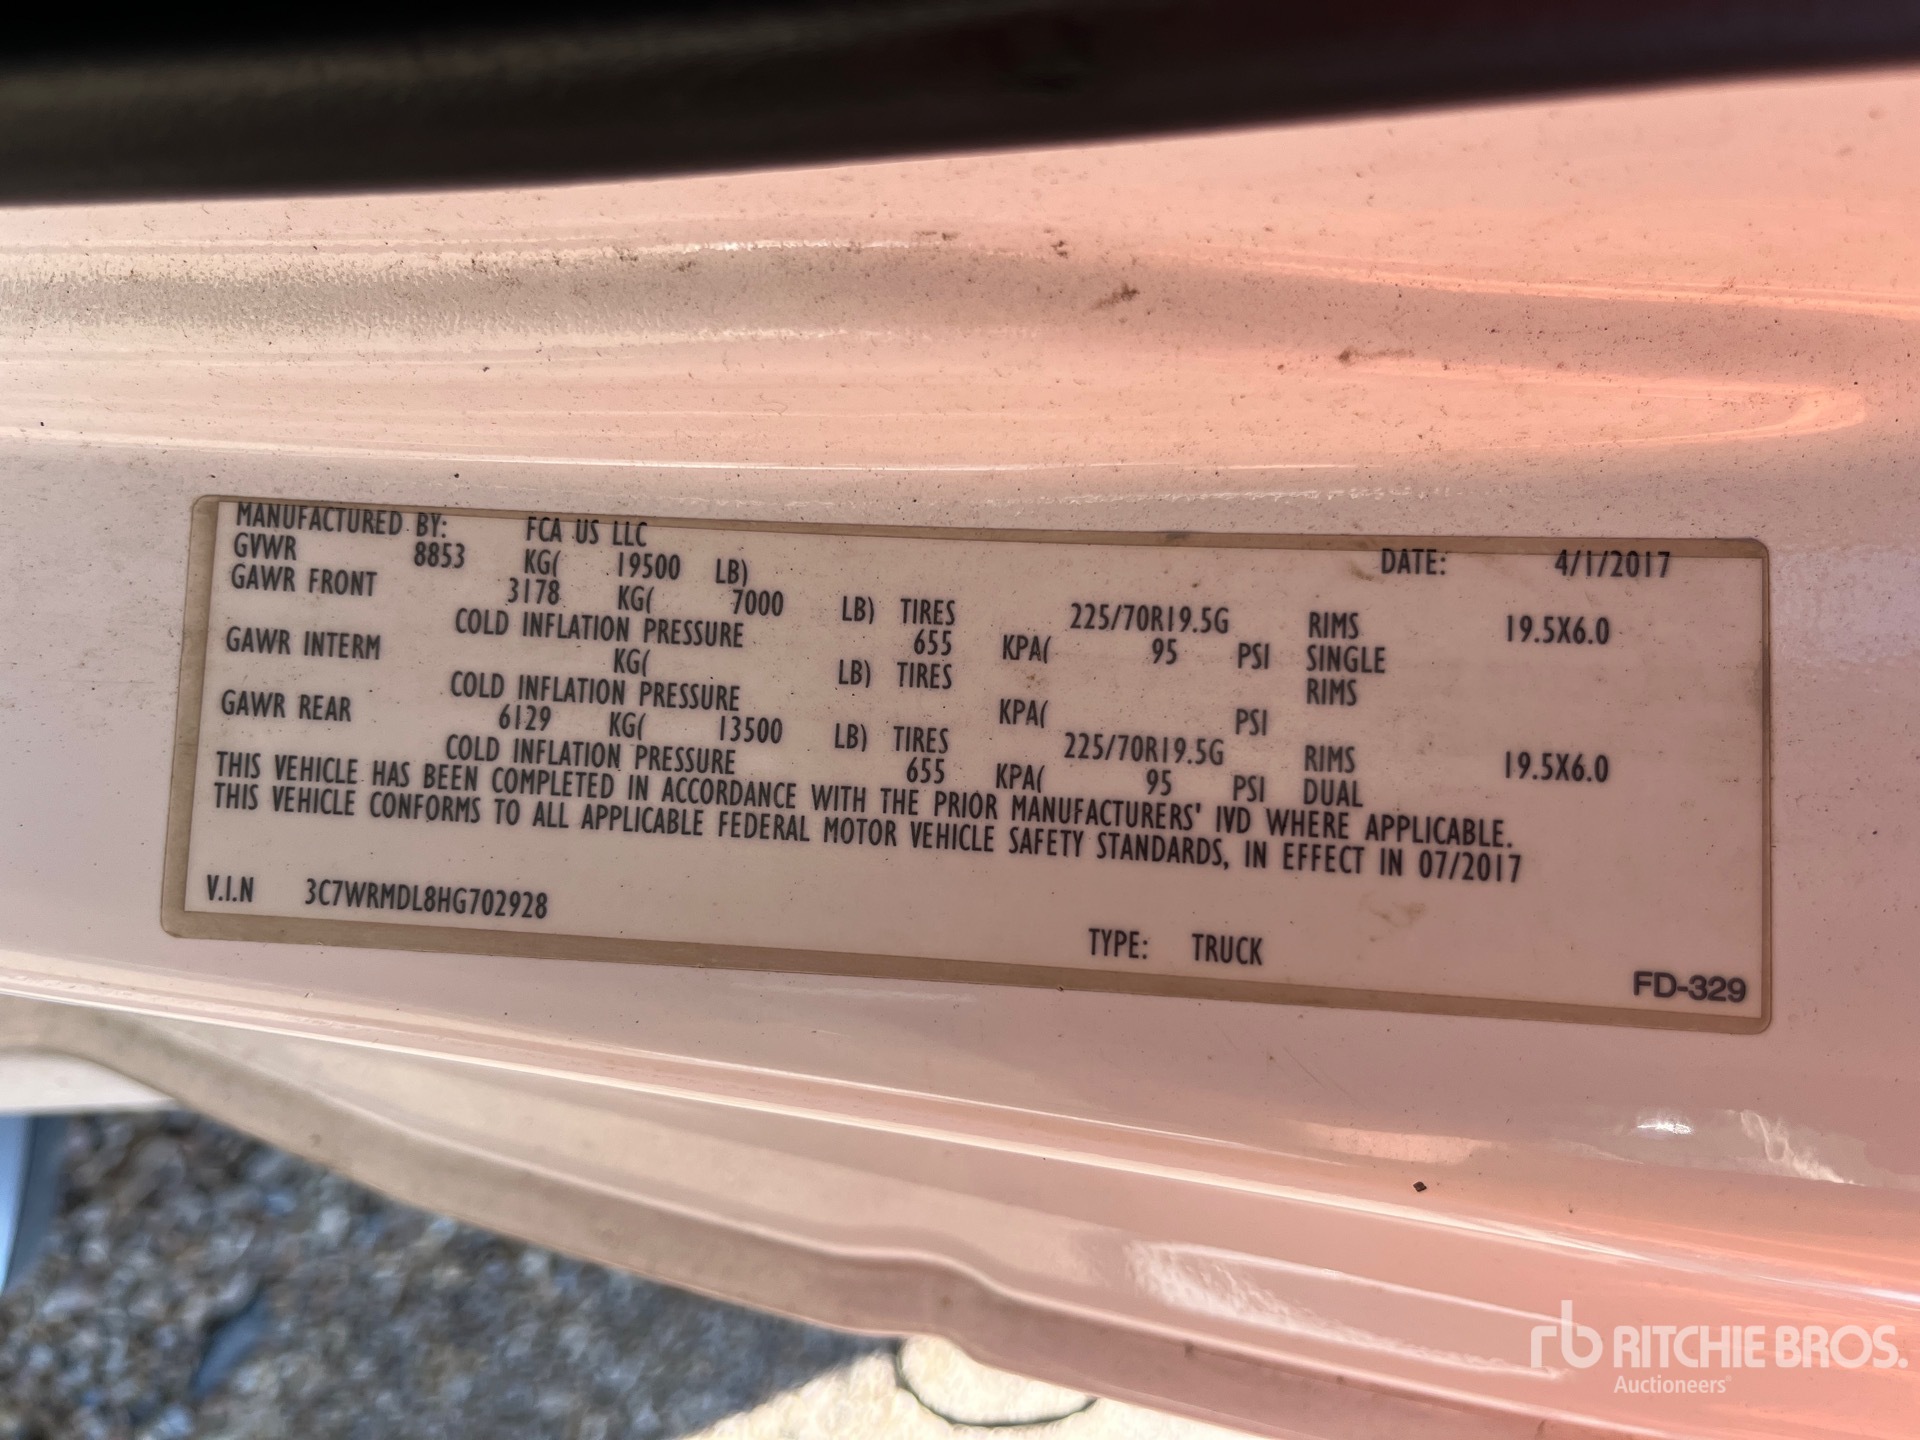 MANUFACTURED BY: FCA US LLC DATE: 4/1/2017
GVWR 8853 KG( 19500 LB)
GAWR FRONT 3178 KG( 7000 LB) TIRES 225/70R19.5G RIMS 19.5X6.0
COLD INFLATION PRESSURE 655 KPA( 95 PSI SINGLE
GAWR INTERM KG( LB) TIRES RIMS
COLD INFLATION PRESSURE KPA( PSI
GAWR REAR 6129 KG( 13500 LB) TIRES 225/70R19.5G RIMS 19.5X6.0
COLD INFLATION PRESSURE 655 KPA( 95 PSI DUAL
THIS VEHICLE HAS BEEN COMPLETED IN ACCORDANCE WITH THE PRIOR MANUFACTURERS' IVD WHERE APPLICABLE.
THIS VEHICLE CONFORMS TO ALL APPLICABLE FEDERAL MOTOR VEHICLE SAFETY STANDARDS, IN EFFECT IN 07/2017
V.I.N 3C7WRMDL8HG702928
TYPE: TRUCK
FD-329
rb RITCHIE BROS.
Auctioneers